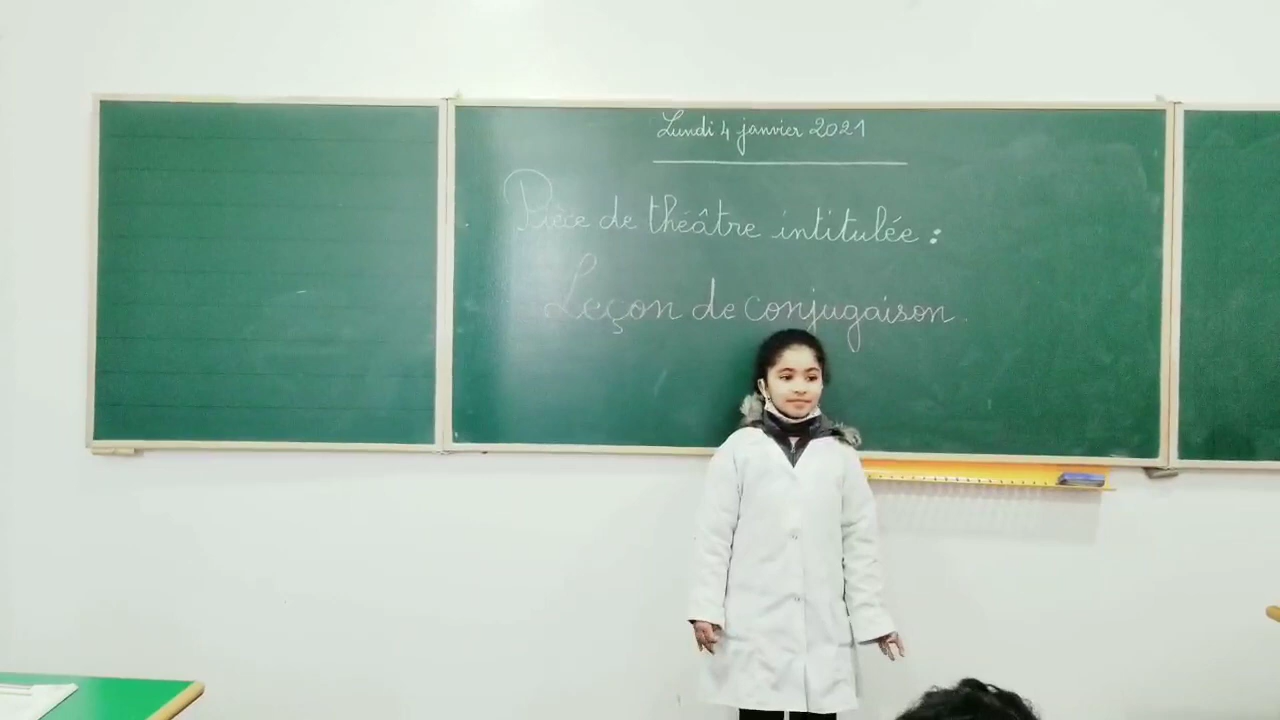 Lundi 4 janvier 2021
Pièce de théâtre intitulée :
Leçon de conjugaison.